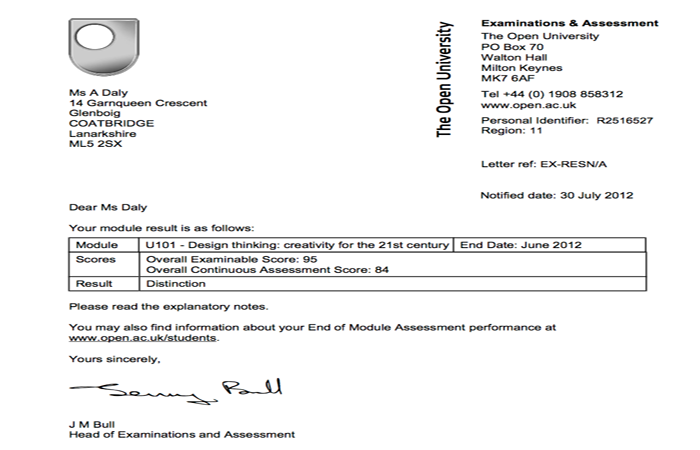 The Open University
Examinations & Assessment
The Open University
PO Box 70
Walton Hall
Milton Keynes
MK7 6AF
Tel +44 (0) 1908 858312
www.open.ac.uk
Personal Identifier: R2516527
Region: 11
Letter ref: EX-RESN/A
Notified date: 30 July 2012
Ms A Daly
14 Garnqueen Crescent
Glenboig
COATBRIDGE
Lanarkshire
ML5 2SX
Dear Ms Daly
Your module result is as follows:
Module U101 - Design thinking: creativity for the 21st century End Date: June 2012
Scores Overall Examinable Score: 95
Overall Continuous Assessment Score: 84
Result Distinction
Please read the explanatory notes.
You may also find information about your End of Module Assessment performance at
www.open.ac.uk/students.
Yours sincerely,
J M Bull
Head of Examinations and Assessment